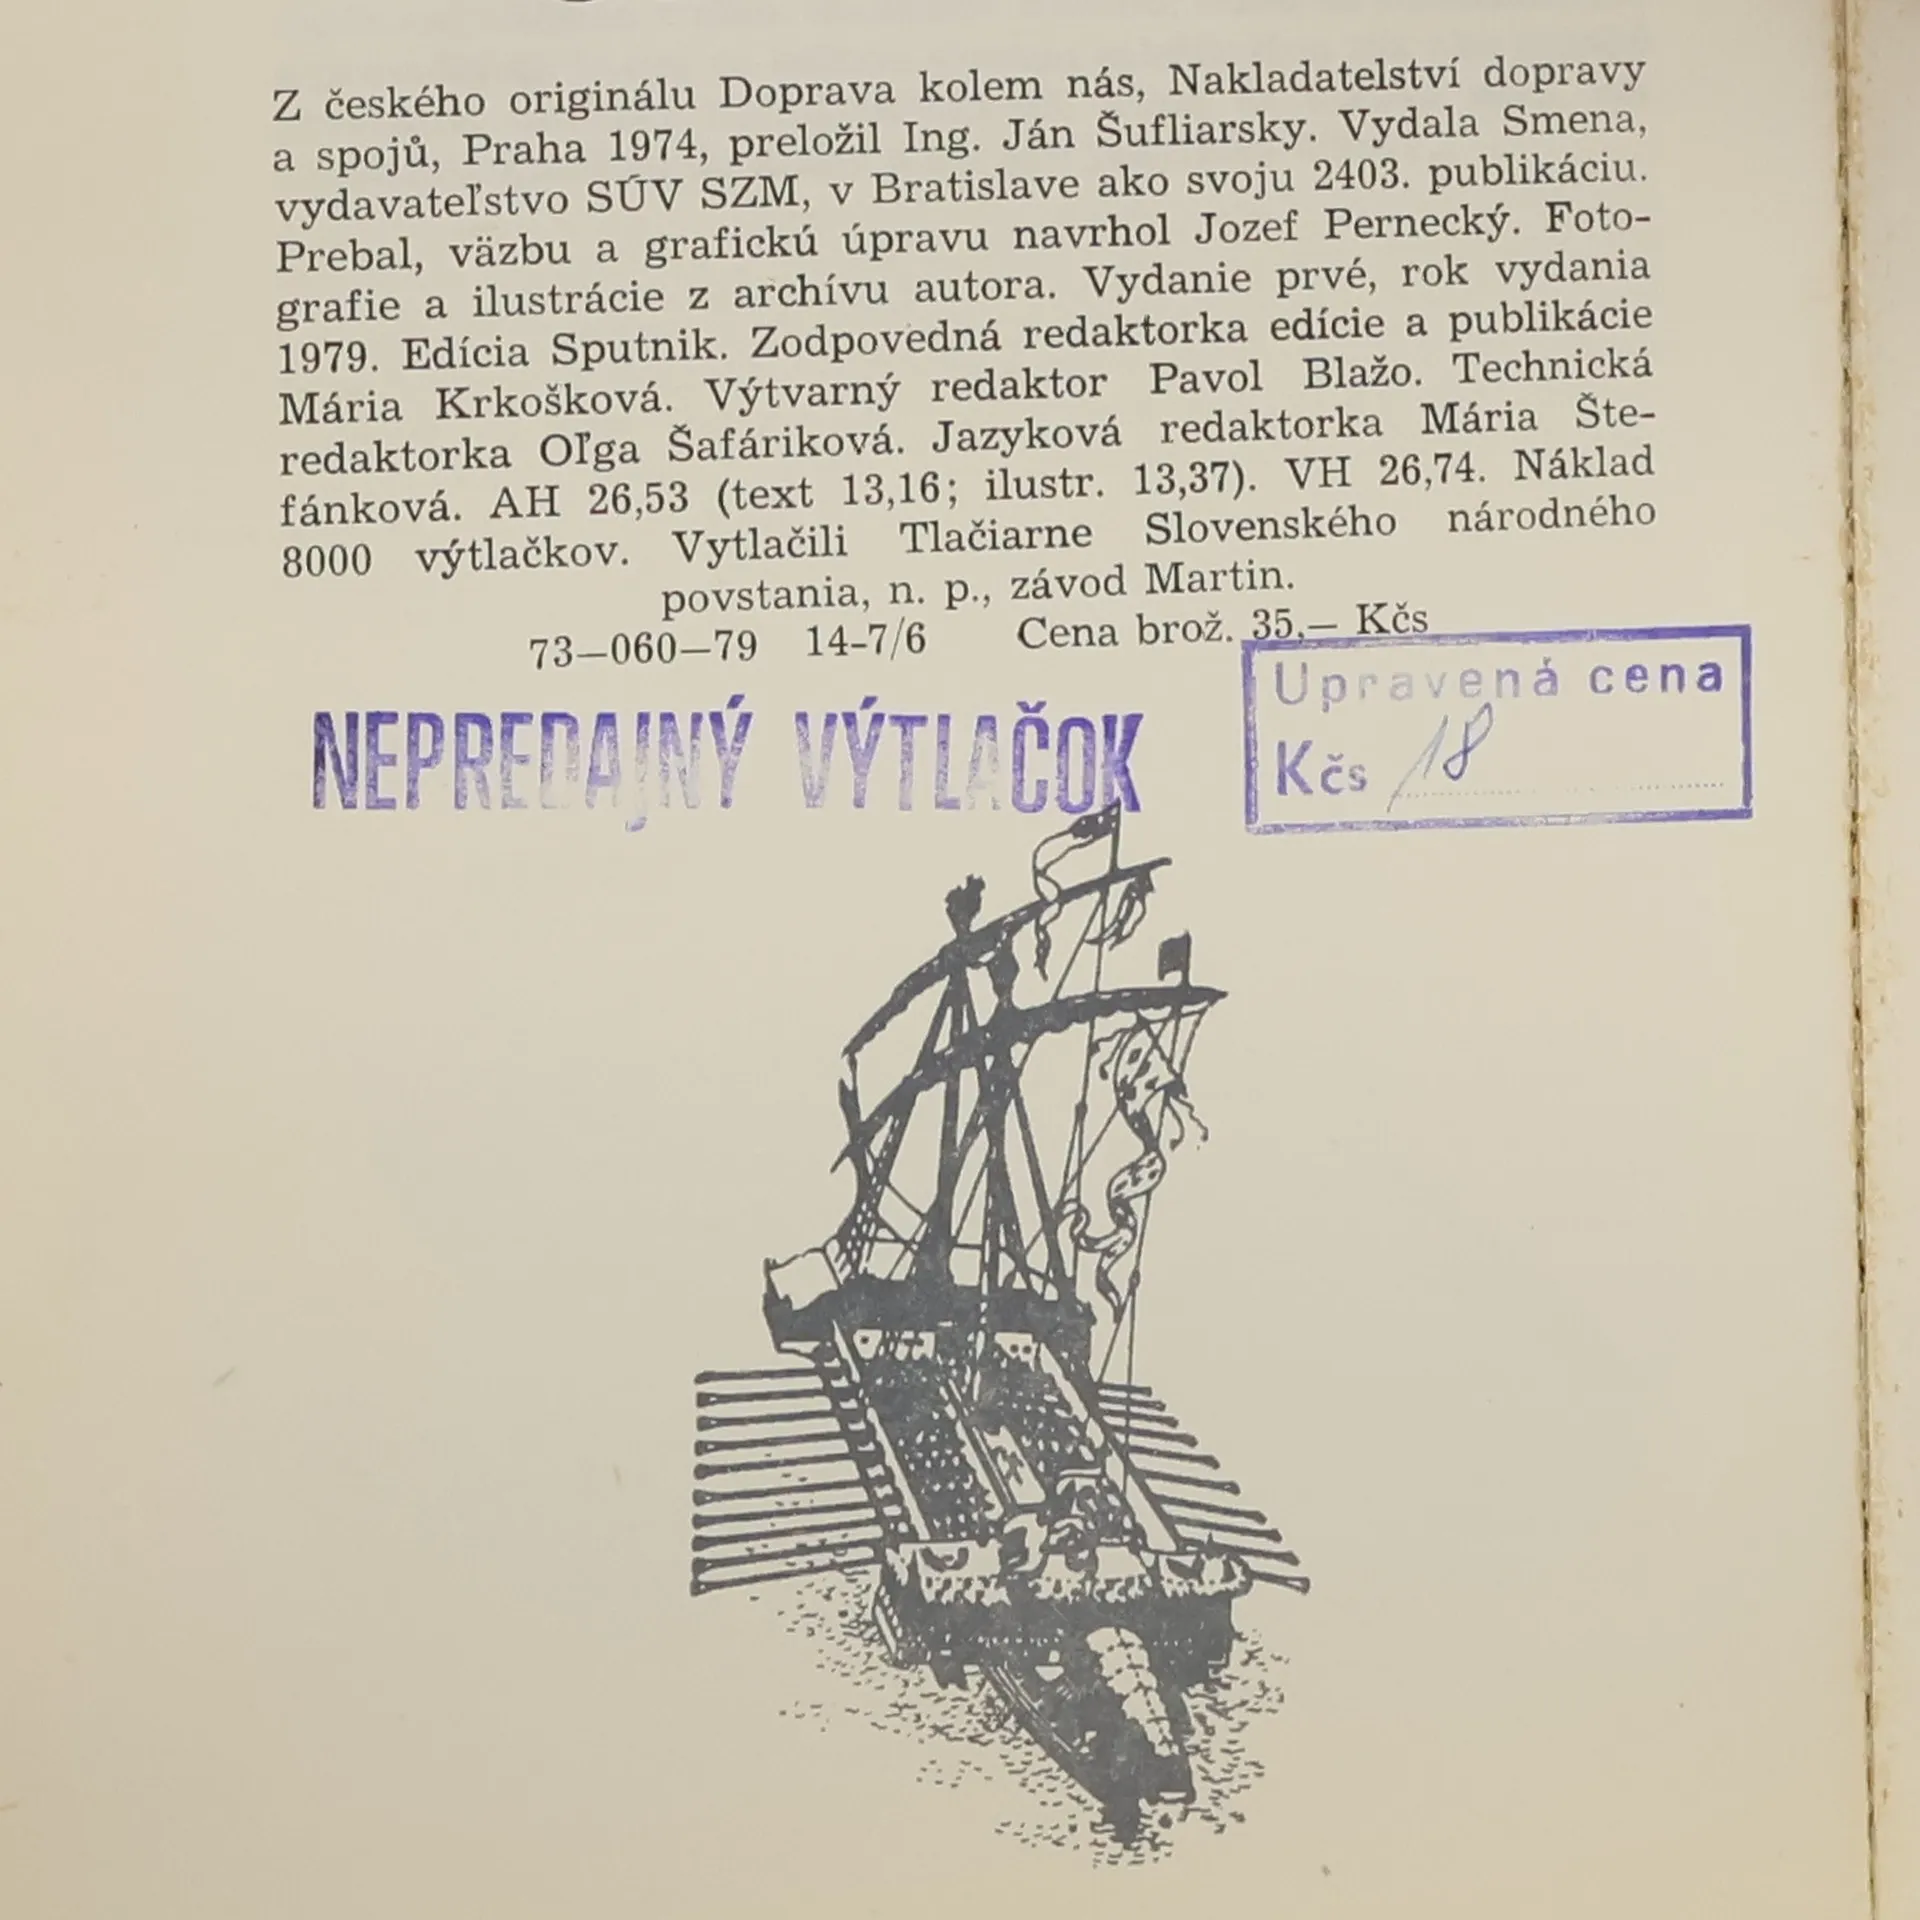 Z českého originálu Doprava kolem nás, Nakladatelství dopravy
a spojů, Praha 1974, preložil Ing. Ján Šufliarsky. Vydala Smena,
vydavateľstvo SÚV SZM, v Bratislave ako svoju 2403. publikáciu.
Prebal, väzbu a grafickú úpravu navrhol Jozef Pernecký. Foto-
grafie a ilustrácie z archívu autora. Vydanie prvé, rok vydania
1979. Edícia Sputnik. Zodpovedná redaktorka edície a publikácie
Mária Krkošková. Výtvarný redaktor Pavol Blažo. Technická
redaktorka Oľga Šafáriková. Jazyková redaktorka Mária Šte-
fánková. AH 26,53 (text 13,16; ilustr. 13,37). VH 26,74. Náklad
8000 výtlačkov. Vytlačili Tlačiarne Slovenského národného
povstania, n. p., závod Martin.
73—060—79 14-7/6 Cena brož. 35,— Kčs
NEPREDAJNÝ VÝTLAČOK
Upravená cena
Kčs 18